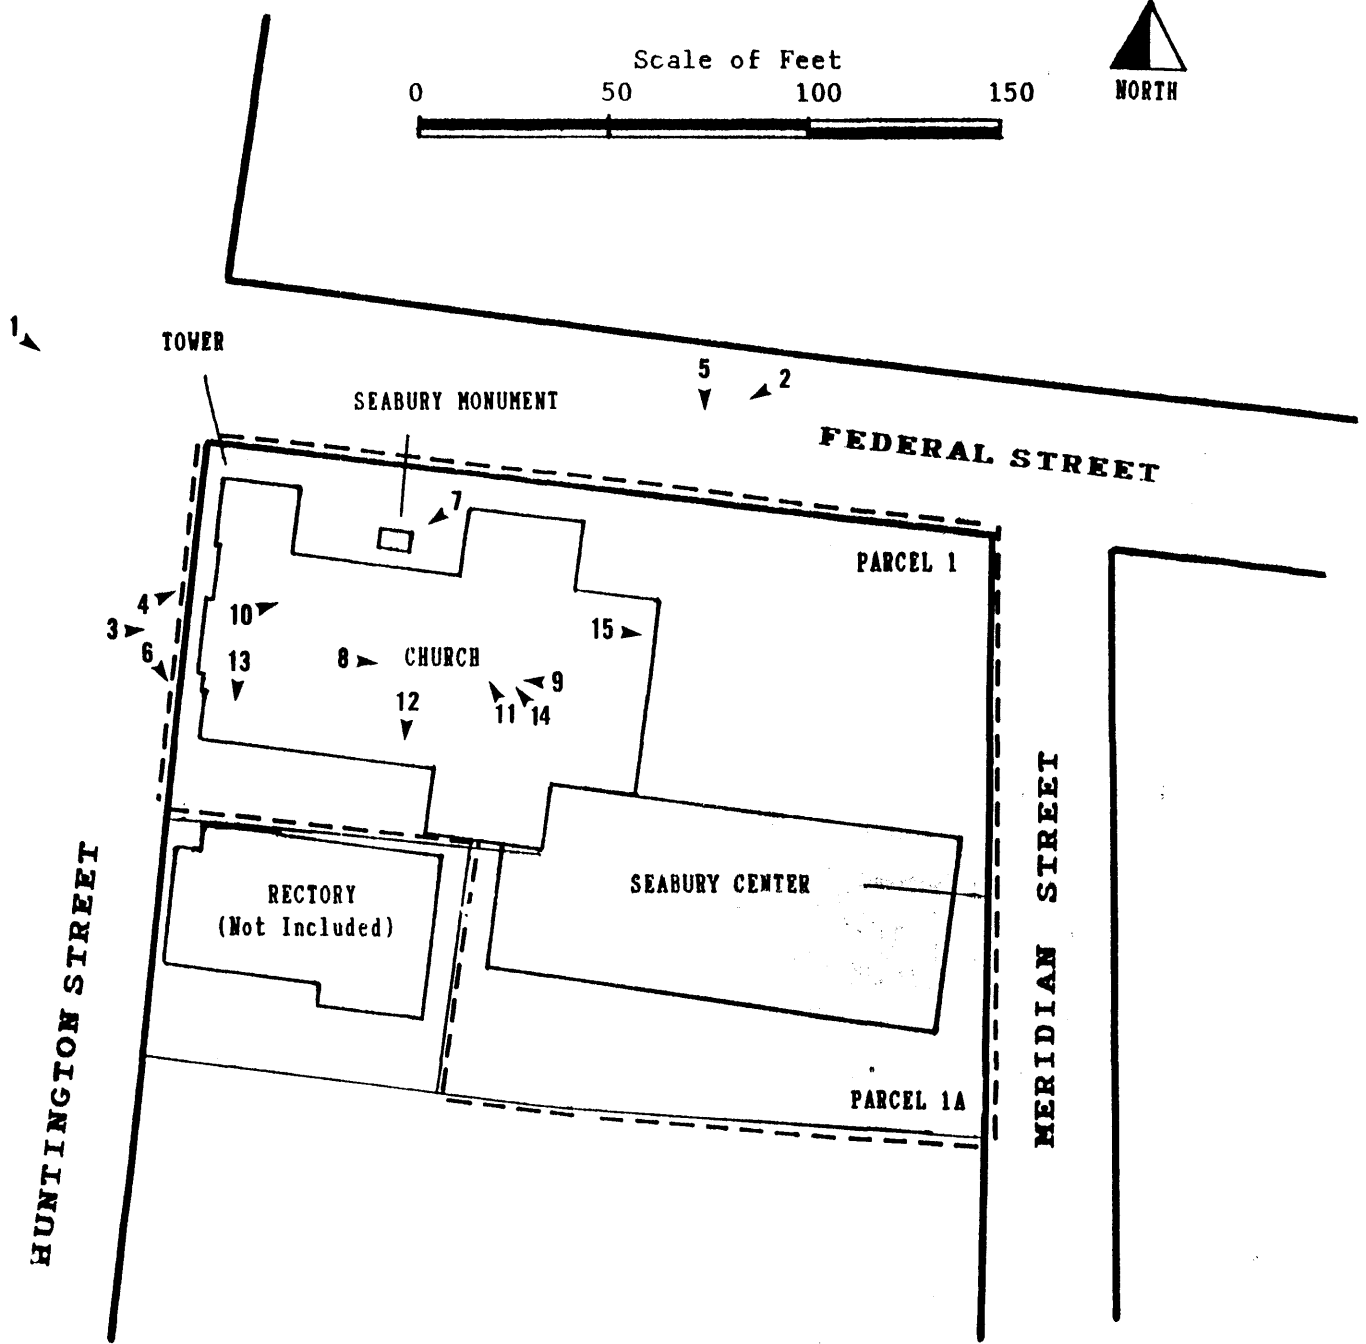 Scale of Feet
0 50 100 150
NORTH
1
TOWER
5
2
SEABURY MONUMENT
FEDERAL STREET
7
PARCEL 1
4
10
3
15
6
13
8
CHURCH
9
12
11
14
MERIDIAN STREET
HUNTINGTON STREET
RECTORY
(Not Included)
SEABURY CENTER
PARCEL 1A